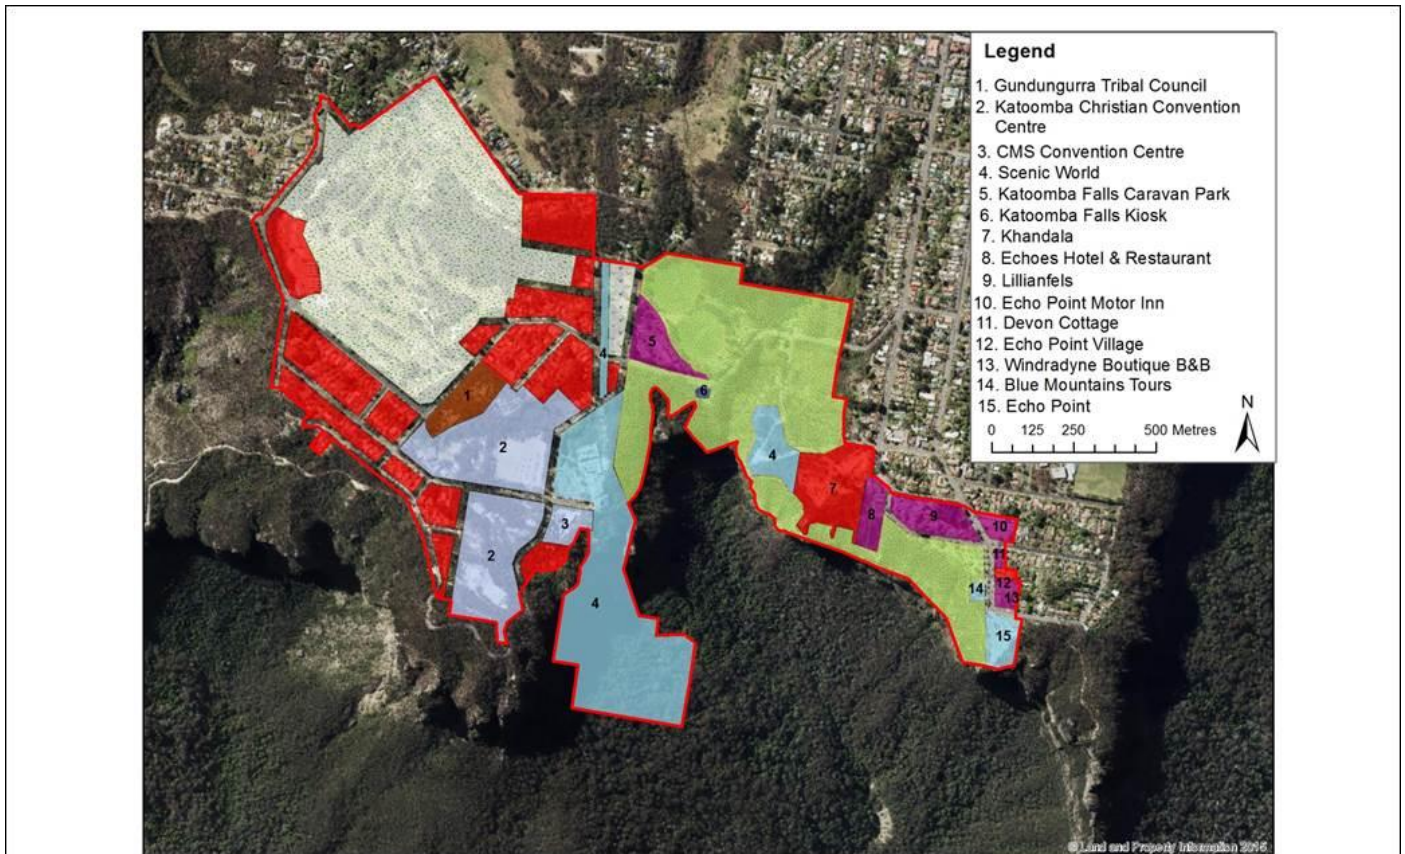 Legend
1. Gundungurra Tribal Council
2. Katoomba Christian Convention
Centre
3. CMS Convention Centre
4. Scenic World
5. Katoomba Falls Caravan Park
6. Katoomba Falls Kiosk
7. Khandala
8. Echoes Hotel & Restaurant
9. Lillianfels
10. Echo Point Motor Inn
11. Devon Cottage
12. Echo Point Village
13. Windradyne Boutique B&B
14. Blue Mountains Tours
15. Echo Point
0 125 250 500 Metres
N
5
4
6
1
2
4
7
8
9
10
3
11
2
12
14
13
4
15
© Land and Property Information 2015